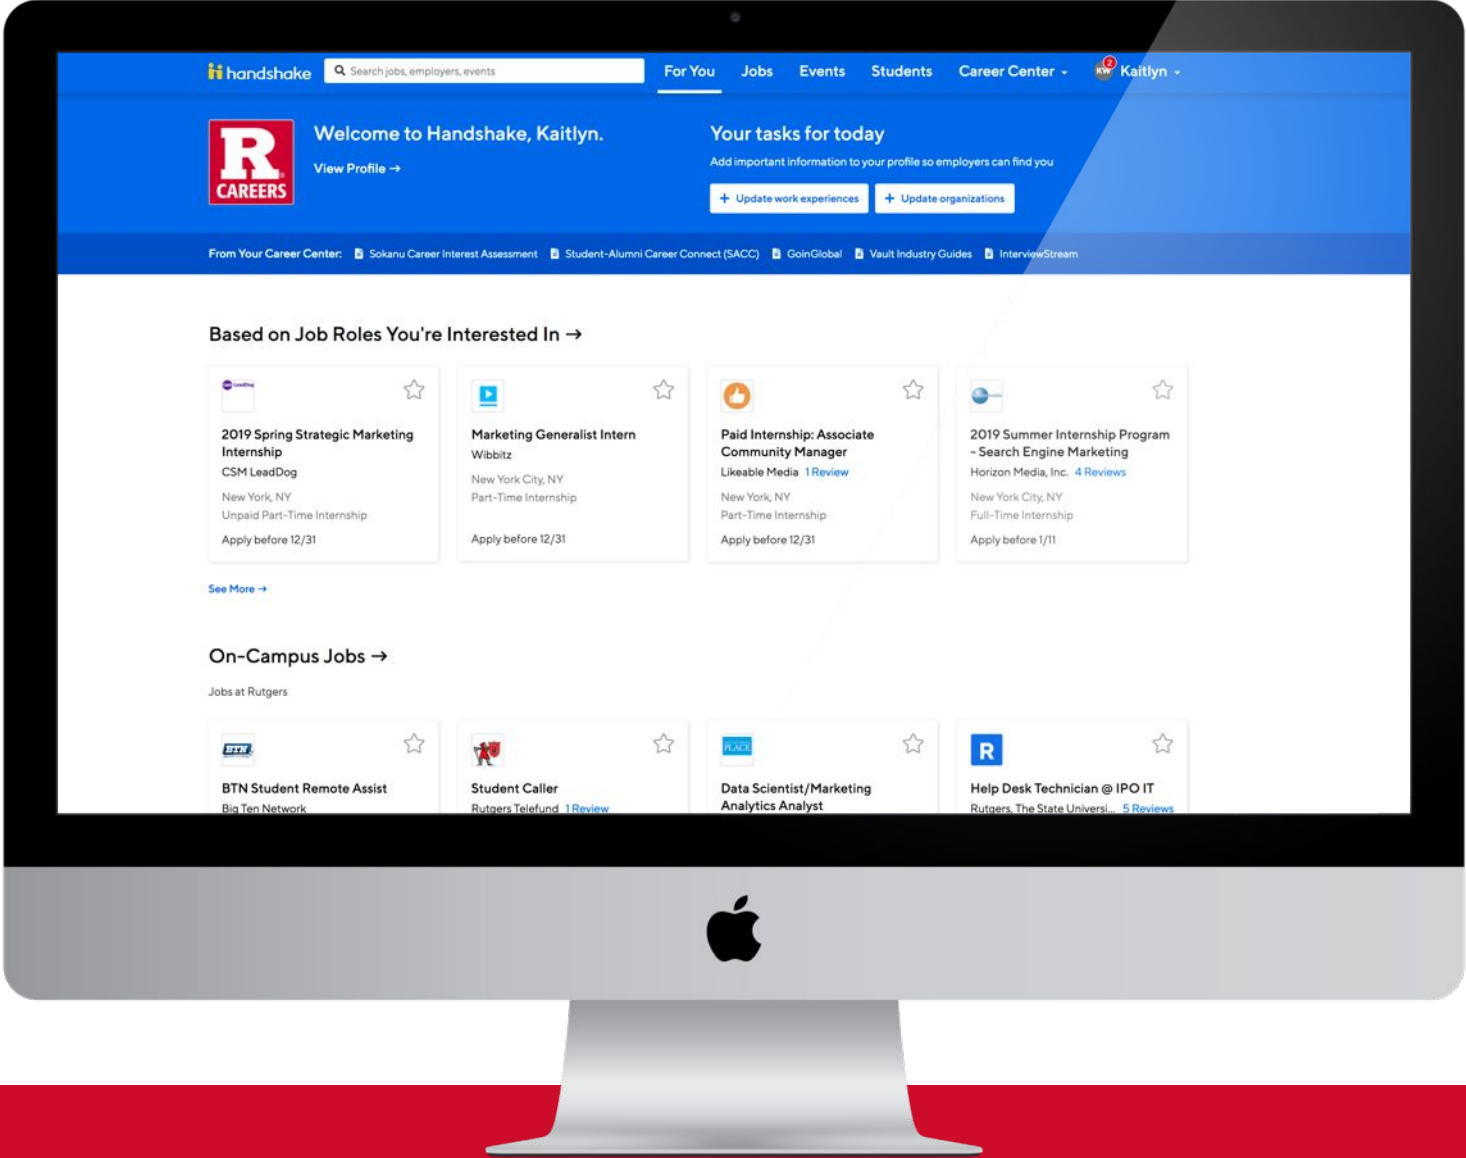 handshake
Search jobs, employers, events
For You
Jobs
Events
Students
Career Center
KW
2
Kaitlyn
R
CAREERS
Welcome to Handshake, Kaitlyn.
View Profile →
Your tasks for today
Add important information to your profile so employers can find you
+ Update work experiences
+ Update organizations
From Your Career Center: Sokanu Career Interest Assessment Student-Alumni Career Connect (SACC) GoinGlobal Vault Industry Guides InterviewStream
Based on Job Roles You're Interested In →
LeadDog
2019 Spring Strategic Marketing
Internship
CSM LeadDog
New York, NY
Unpaid Part-Time Internship
Apply before 12/31
Marketing Generalist Intern
Wibbitz
New York City, NY
Part-Time Internship
Apply before 12/31
Paid Internship: Associate
Community Manager
Likeable Media 1 Review
New York, NY
Part-Time Internship
Apply before 12/31
2019 Summer Internship Program
- Search Engine Marketing
Horizon Media, Inc. 4 Reviews
New York City, NY
Full-Time Internship
Apply before 1/11
See More →
On-Campus Jobs →
Jobs at Rutgers
BTN
BTN Student Remote Assist
Big Ten Network
Student Caller
Rutgers Telefund 1 Review
PLACE
Data Scientist/Marketing
Analytics Analyst
R
Help Desk Technician @ IPO IT
Rutgers, The State Universi... 5 Reviews